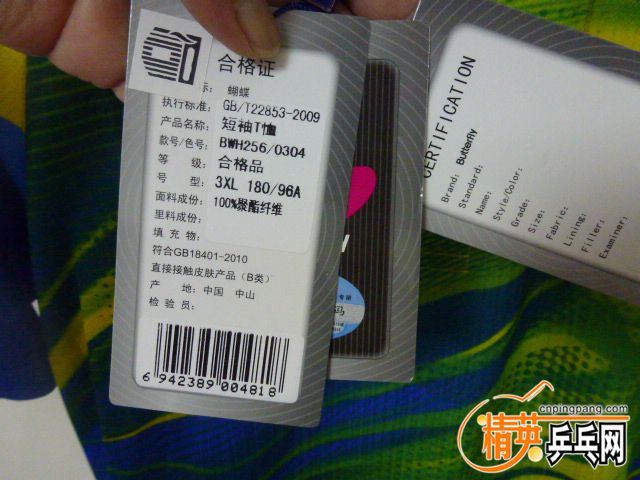 合格证
标： 蝴蝶
执行标准： GB/T22853-2009
产品名称： 短袖T恤
款号/色号： BWH256/0304
等 级： 合格品
号 型： 3XL 180/96A
面料成份： 100%聚酯纤维
里料成份：
填 充 物：
符合GB18401-2010
直接接触皮肤产品（B类）
产 地：中国 中山
检 验 员：
6 942389 004818
CERTIFICATION
Brand: Butterfly
Standard:
Name:
Style/Color:
Grade:
Size:
Fabric:
Lining:
Filler:
Examiner:
cnpingpang.com
精英乒乓网